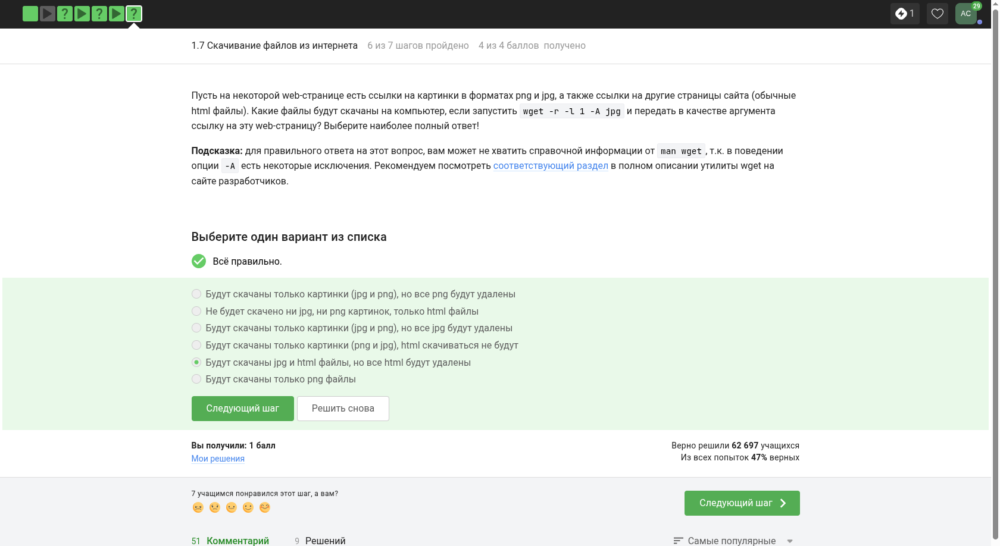 1
AC
29
1.7 Скачивание файлов из интернета 6 из 7 шагов пройдено 4 из 4 баллов получено
Пусть на некоторой web-странице есть ссылки на картинки в форматах png и jpg, а также ссылки на другие страницы сайта (обычные
html файлы). Какие файлы будут скачаны на компьютер, если запустить wget -r -l 1 -A jpg и передать в качестве аргумента
ссылку на эту web-страницу? Выберите наиболее полный ответ!
Подсказка: для правильного ответа на этот вопрос, вам может не хватить справочной информации от man wget, т.к. в поведении
опции -A есть некоторые исключения. Рекомендуем посмотреть соответствующий раздел в полном описании утилиты wget на
сайте разработчиков.
Выберите один вариант из списка
Всё правильно.
Будут скачаны только картинки (jpg и png), но все png будут удалены
Не будет скачено ни jpg, ни png картинок, только html файлы
Будут скачаны только картинки (jpg и png), но все jpg будут удалены
Будут скачаны только картинки (png и jpg), html скачиваться не будут
Будут скачаны jpg и html файлы, но все html будут удалены
Будут скачаны только png файлы
Следующий шаг Решить снова
Вы получили: 1 балл
Мои решения
Верно решили 62 697 учащихся
Из всех попыток 47% верных
7 учащимся понравился этот шаг, а вам?
Следующий шаг
51 Комментарий 9 Решений Самые популярные